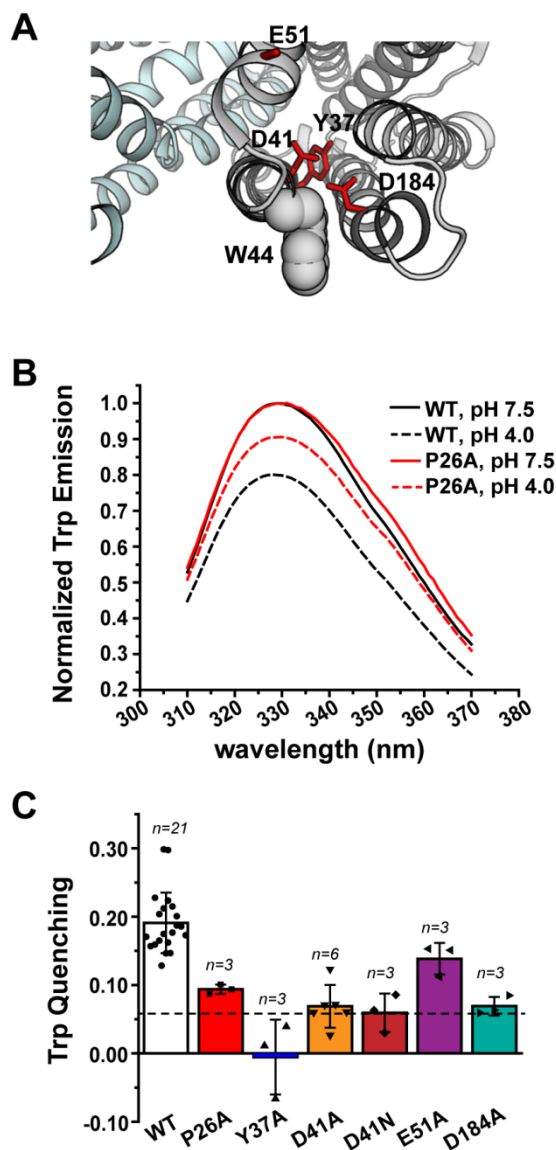 A
E51
D41
Y37
D184
W44
B
Normalized Trp Emission
1.0
0.9
0.8
0.7
0.6
0.5
0.4
0.3
0.2
WT, pH 7.5
WT, pH 4.0
P26A, pH 7.5
P26A, pH 4.0
300 310 320 330 340 350 360 370 380
wavelength (nm)
C
Trp Quenching
0.30
0.20
0.10
0.00
-0.10
n=21
n=3
n=3
n=6
n=3
n=3
n=3
WT P26A Y37A D41A D41N E51A D184A